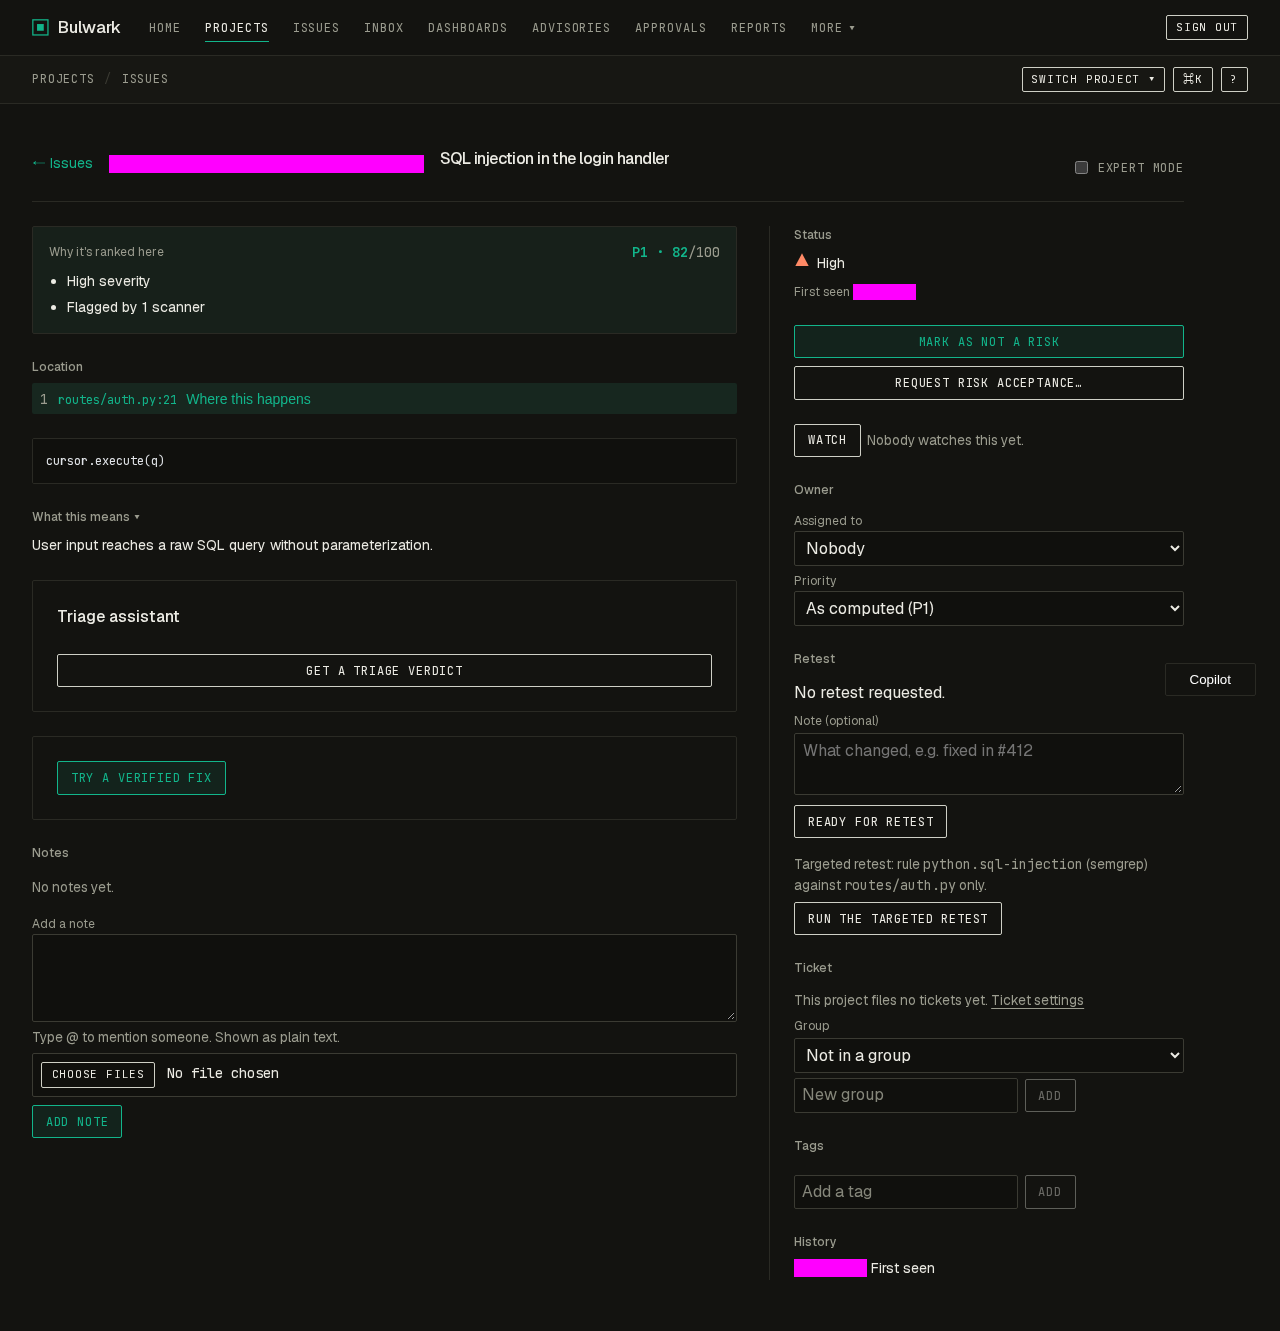 Bulwark HOME PROJECTS ISSUES INBOX DASHBOARDS ADVISORIES APPROVALS REPORTS MORE ▾ SIGN OUT
PROJECTS / ISSUES SWITCH PROJECT ▾ ⌘K ?
← Issues SQL injection in the login handler EXPERT MODE
Why it's ranked here P1 · 82/100
• High severity
• Flagged by 1 scanner
Location
1 routes/auth.py:21 Where this happens
cursor.execute(q)
What this means ▾
User input reaches a raw SQL query without parameterization.
Triage assistant
GET A TRIAGE VERDICT
TRY A VERIFIED FIX
Notes
No notes yet.
Add a note
Type @ to mention someone. Shown as plain text.
CHOOSE FILES No file chosen
ADD NOTE
Status
High
First seen
MARK AS NOT A RISK
REQUEST RISK ACCEPTANCE…
WATCH Nobody watches this yet.
Owner
Assigned to
Nobody
Priority
As computed (P1)
Retest
No retest requested.
Copilot
Note (optional)
What changed, e.g. fixed in #412
READY FOR RETEST
Targeted retest: rule python.sql-injection (semgrep)
against routes/auth.py only.
RUN THE TARGETED RETEST
Ticket
This project files no tickets yet. Ticket settings
Group
Not in a group
New group ADD
Tags
Add a tag ADD
History
First seen